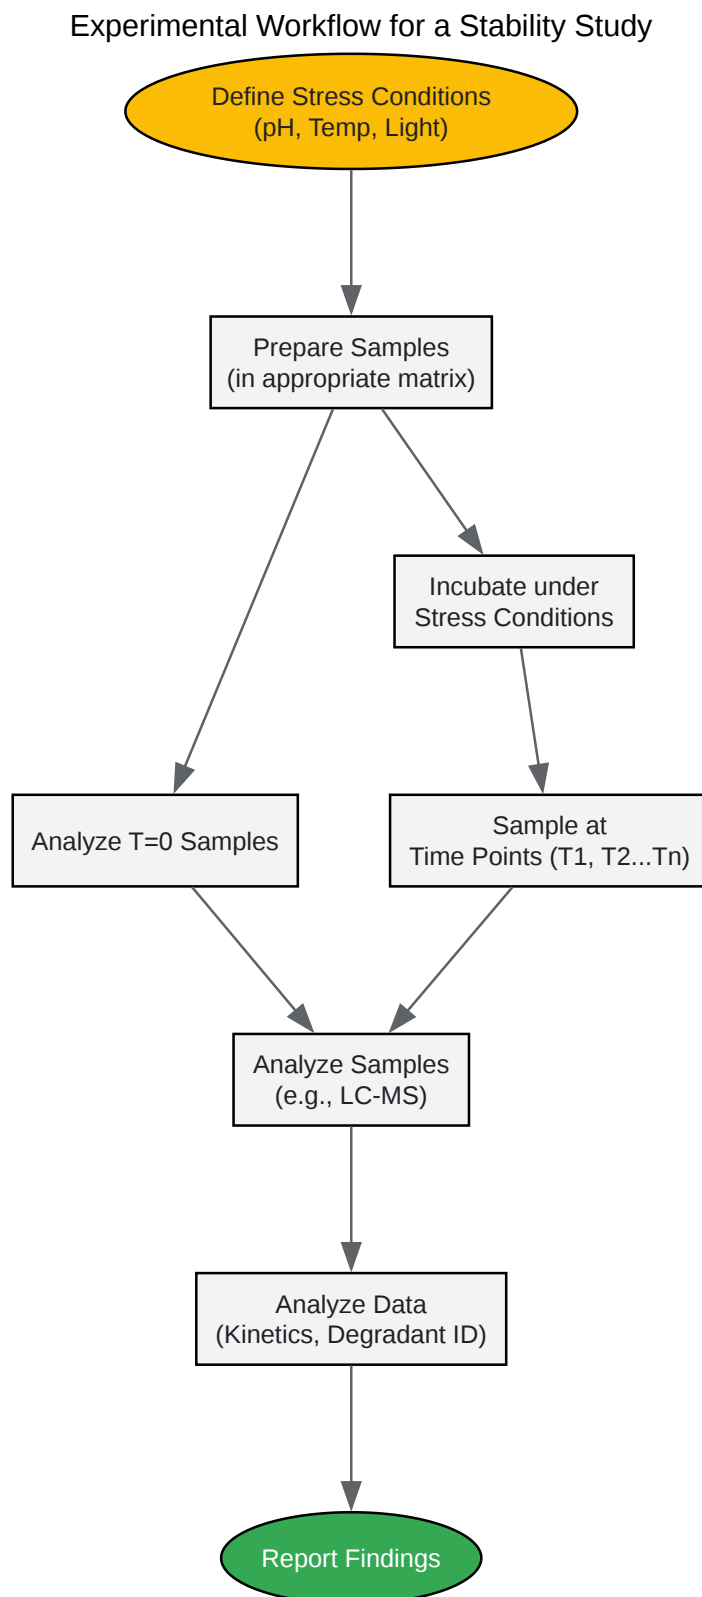 Experimental Workflow for a Stability Study
Define Stress Conditions
(pH, Temp, Light)
Prepare Samples
(in appropriate matrix)
Incubate under
Stress Conditions
Analyze T=0 Samples
Sample at
Time Points (T1, T2...Tn)
Analyze Samples
(e.g., LC-MS)
Analyze Data
(Kinetics, Degradant ID)
Report Findings